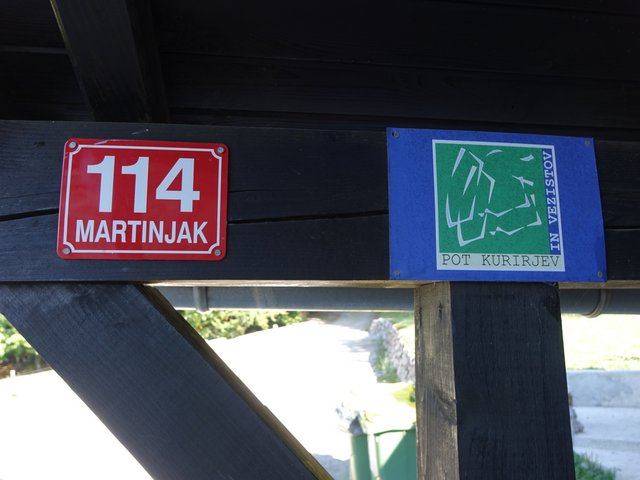 114
MARTINJAK
POT KURIRJEV
IN VEZISTOV